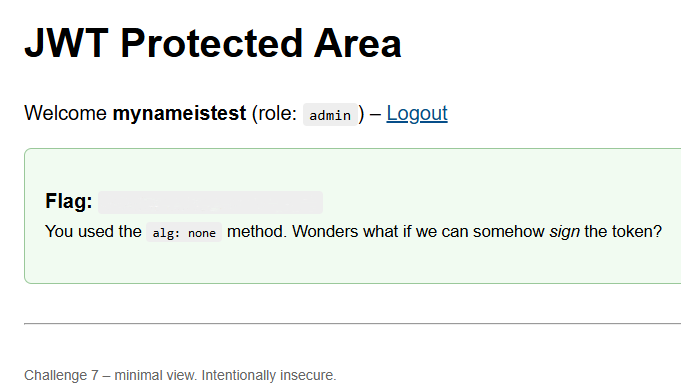 JWT Protected Area
Welcome mynameistest (role: admin) – Logout
Flag:
You used the alg: none method. Wonders what if we can somehow sign the token?
Challenge 7 – minimal view. Intentionally insecure.